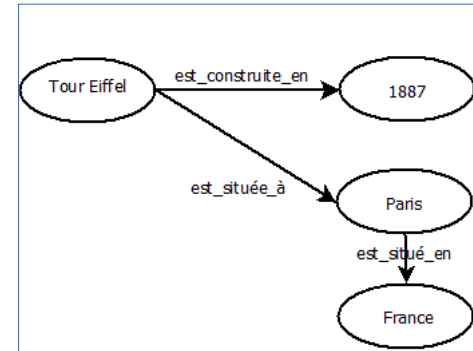 Tour Eiffel
est_construite_en
1887
est_située_à
Paris
est_situé_en
France